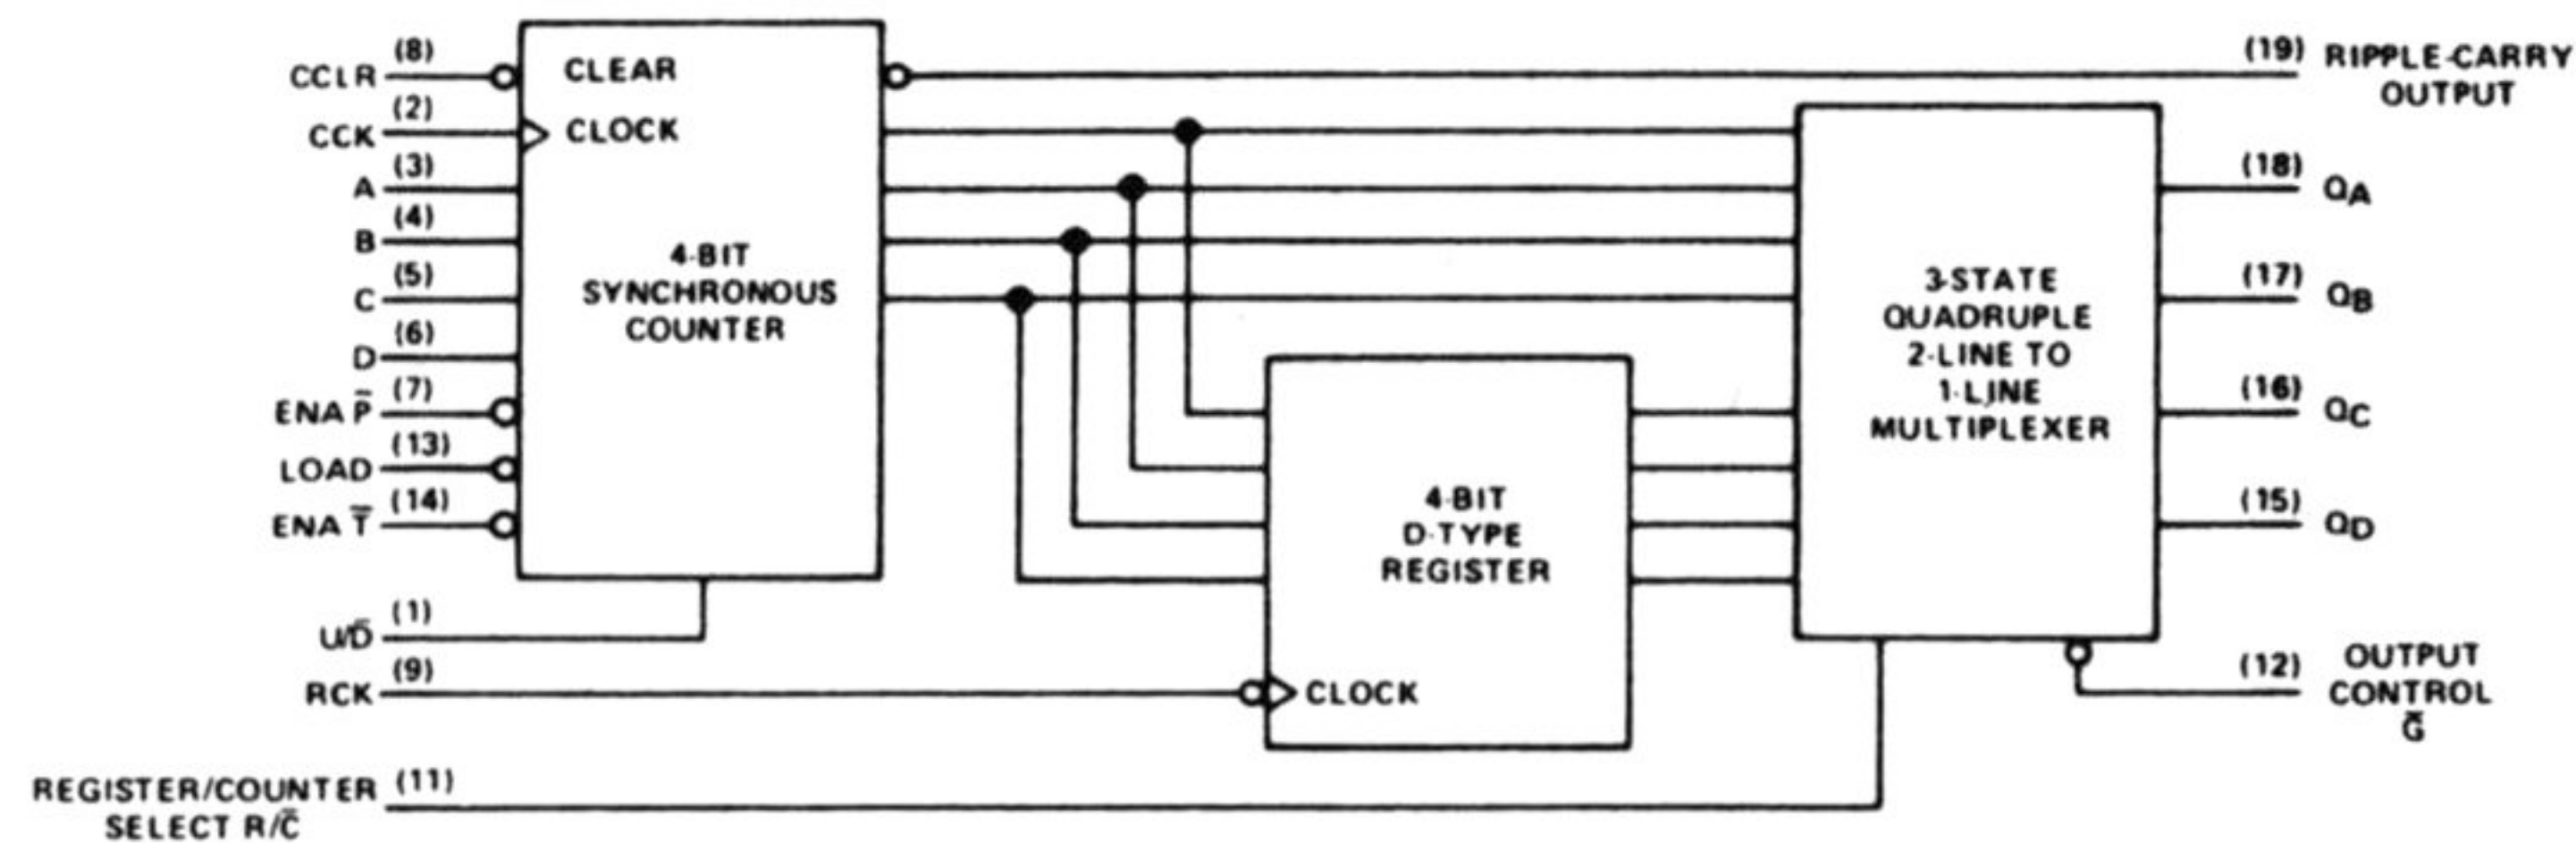 (8)
CCLR
CLEAR
(2)
CCK
CLOCK
(3)
A
(4)
B
(5)
C
(6)
D
(7)
ENA P̄
(13)
LOAD
(14)
ENA T̄
4-BIT
SYNCHRONOUS
COUNTER
(1)
U/D̄
(9)
RCK
REGISTER/COUNTER
(11)
SELECT R/C̄
4-BIT
D-TYPE
REGISTER
CLOCK
3-STATE
QUADRUPLE
2-LINE TO
1-LINE
MULTIPLEXER
(19)
RIPPLE-CARRY
OUTPUT
(18)
QA
(17)
QB
(16)
QC
(15)
QD
(12)
OUTPUT
CONTROL
Ḡ